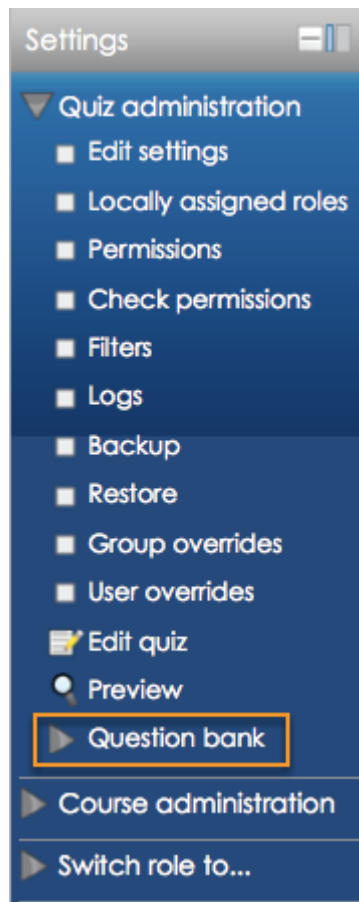 Settings
Quiz administration
Edit settings
Locally assigned roles
Permissions
Check permissions
Filters
Logs
Backup
Restore
Group overrides
User overrides
Edit quiz
Preview
Question bank
Course administration
Switch role to...